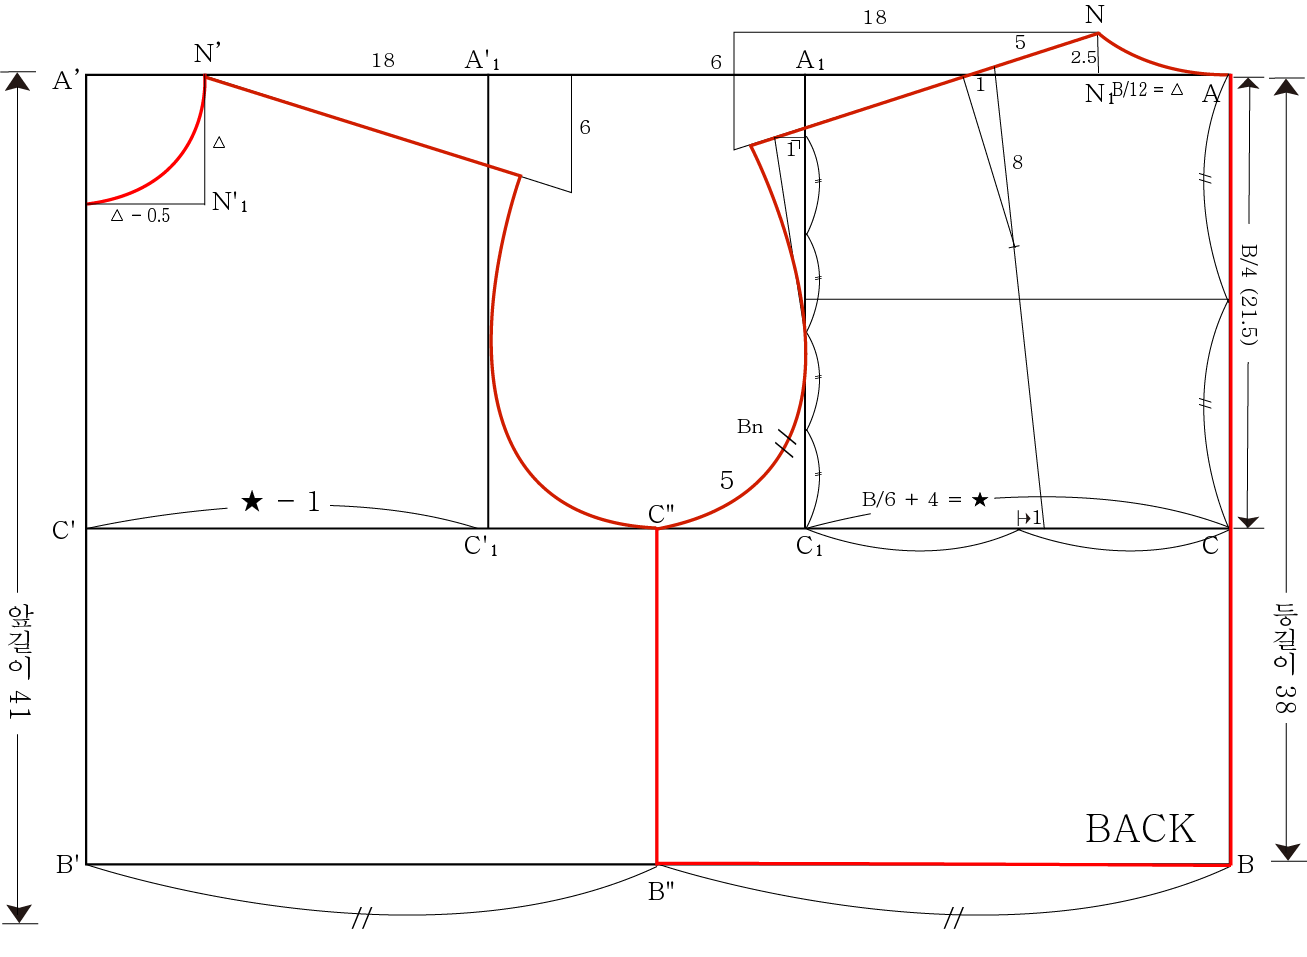 18
N
N’
18
A'₁
6
A₁
5
2.5
A’
1
N₁
B/12 = △
A
6
△
1
8
N'₁
△ − 0.5
B/4 (21.5)
Bn
5
★ − 1
B/6 + 4 = ★
C"
1
C’
C'₁
C₁
C
앞길이 41
등길이 38
BACK
B'
B"
B